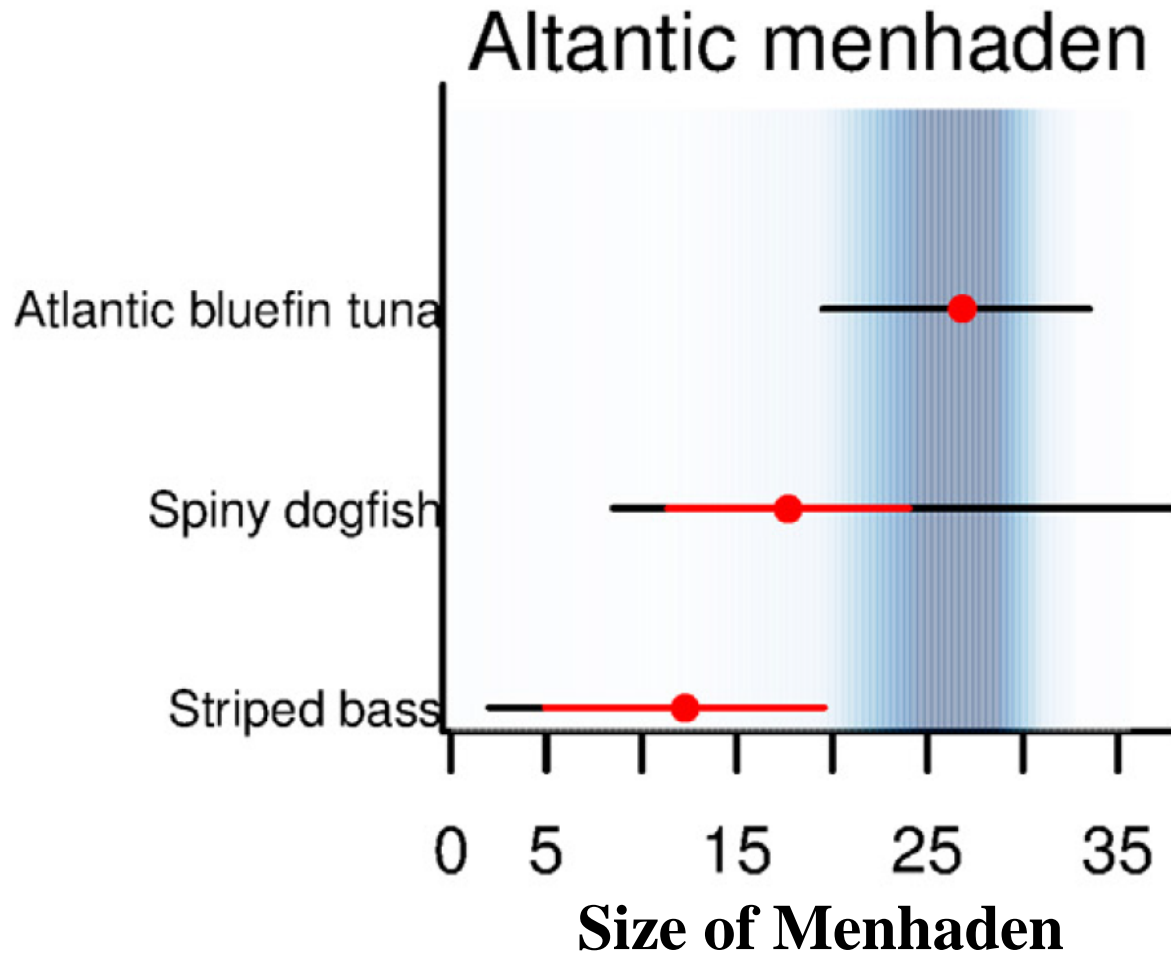 Altantic menhaden
Atlantic bluefin tuna
Spiny dogfish
Striped bass
0 5 15 25 35
Size of Menhaden